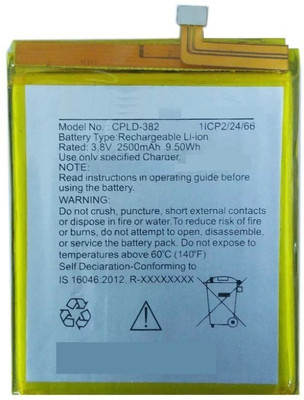 Model No.: CPLD-382 1ICP2/24/66
Battery Type:Rechargeable Li-ion
Rated: 3.8V 2500mAh 9.50Wh
Use only specified Charger.
NOTE:
Read instructions in operating guide before
use.
Do not crush, puncture, short external contacts
or dispose in fire or water.To reduce risk of fire
or burns, do not attempt to open, disassemble,
or service the battery pack. Do not expose to
temperatures above 60°C (140°F)
Self Declaration-Conforming to
IS 16046:2012, R-XXXXXXXX